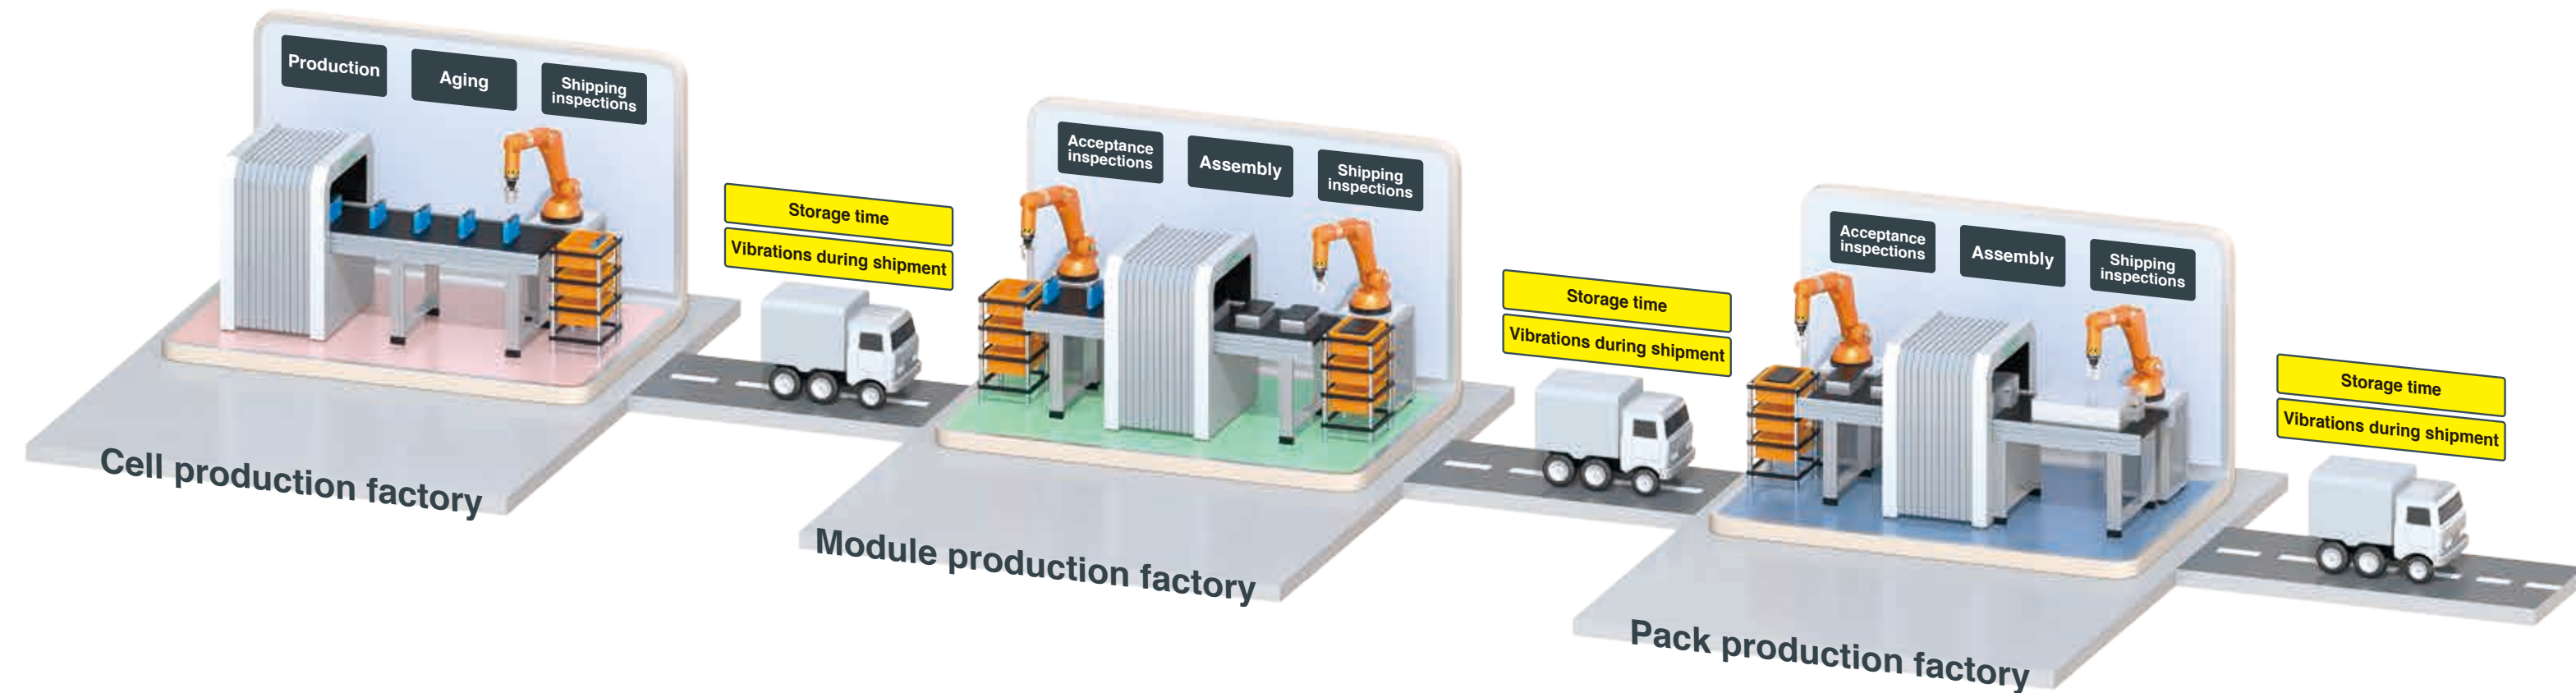 Production
Aging
Shipping
inspections
Cell production factory
Storage time
Vibrations during shipment
Acceptance
inspections
Assembly
Shipping
inspections
Module production factory
Storage time
Vibrations during shipment
Acceptance
inspections
Assembly
Shipping
inspections
Pack production factory
Storage time
Vibrations during shipment